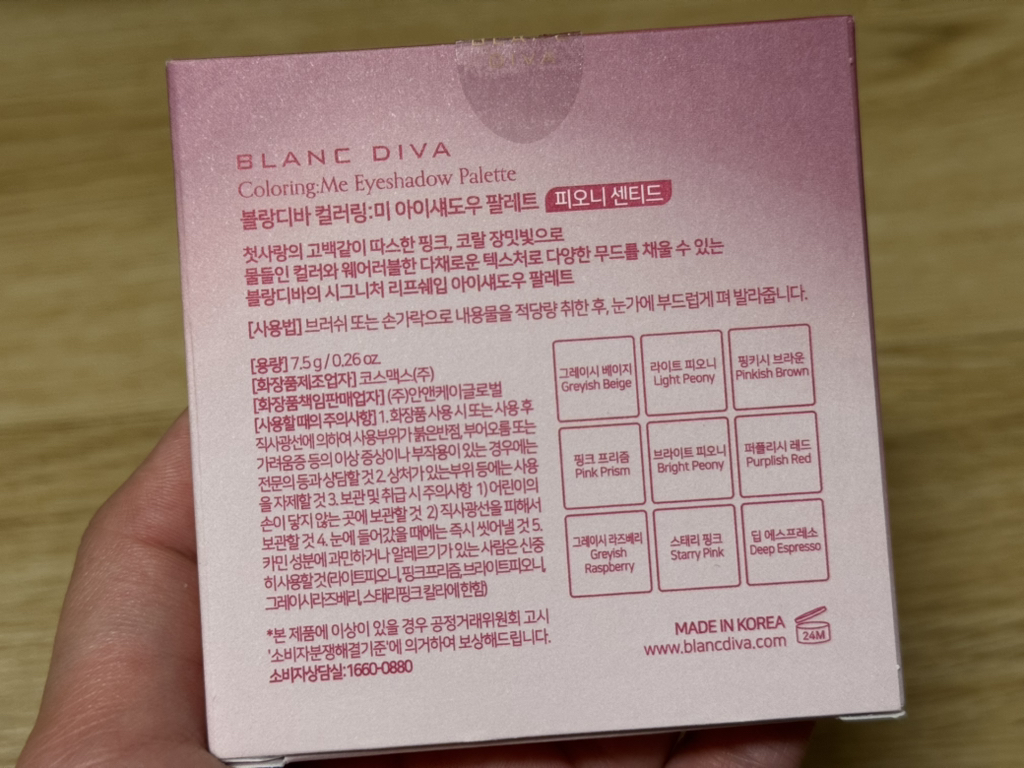 BLANC DIVA
Coloring:Me Eyeshadow Palette
블랑디바 컬러링:미 아이섀도우 팔레트 피오니 센티드
첫사랑의 고백같이 따스한 핑크, 코랄 장밋빛으로
물들인 컬러와 웨어러블한 다채로운 텍스처로 다양한 무드를 채울 수 있는
블랑디바의 시그니처 리프쉐입 아이섀도우 팔레트
[사용법] 브러쉬 또는 손가락으로 내용물을 적당량 취한 후, 눈가에 부드럽게 펴 발라줍니다.
[용량] 7.5 g / 0.26 oz.
[화장품제조업자] 코스맥스(주)
[화장품책임판매업자] (주)안앤케이글로벌
[사용할 때의 주의사항] 1. 화장품 사용 시 또는 사용 후
직사광선에 의하여 사용부위가 붉은반점, 부어오름 또는
가려움증 등의 이상 증상이나 부작용이 있는 경우에는
전문의 등과 상담할 것 2. 상처가 있는부위 등에는 사용
을 자제할 것 3. 보관 및 취급 시 주의사항 1) 어린이의
손이 닿지 않는 곳에 보관할 것 2) 직사광선을 피해서
보관할 것 4. 눈에 들어갔을 때에는 즉시 씻어낼 것 5.
카민 성분에 과민하거나 알레르기가 있는 사람은 신중
히 사용할 것(라이트피오니, 핑크프리즘, 브라이트피오니,
그레이시라즈베리, 스태리핑크 칼라에 한함)
*본 제품에 이상이 있을 경우 공정거래위원회 고시
'소비자분쟁해결기준'에 의거하여 보상해드립니다.
소비자상담실: 1660-0880
그레이시 베이지
Greyish Beige
라이트 피오니
Light Peony
핑키시 브라운
Pinkish Brown
핑크 프리즘
Pink Prism
브라이트 피오니
Bright Peony
퍼플리시 레드
Purplish Red
그레이시 라즈베리
Greyish
Raspberry
스태리 핑크
Starry Pink
딥 에스프레소
Deep Espresso
MADE IN KOREA
www.blancdiva.com
24M